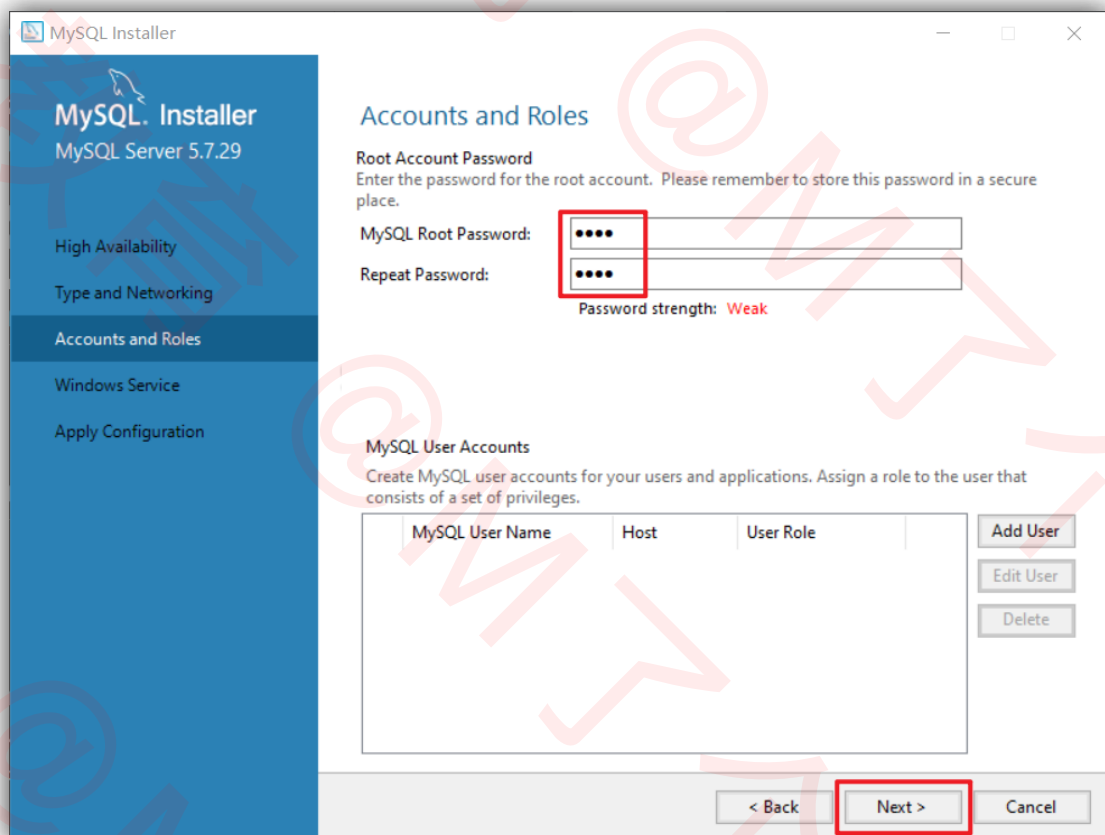 MySQL Installer
MySQL. Installer
MySQL Server 5.7.29
High Availability
Type and Networking
Accounts and Roles
Windows Service
Apply Configuration
Accounts and Roles
Root Account Password
Enter the password for the root account. Please remember to store this password in a secure
place.
MySQL Root Password: ••••
Repeat Password: ••••
Password strength: Weak
MySQL User Accounts
Create MySQL user accounts for your users and applications. Assign a role to the user that
consists of a set of privileges.
MySQL User Name Host User Role
Add User
Edit User
Delete
< Back Next > Cancel